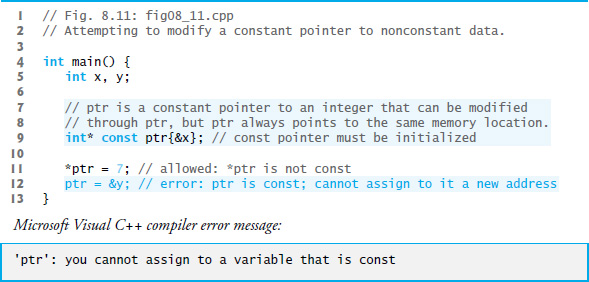 1 // Fig. 8.11: fig08_11.cpp
2 // Attempting to modify a constant pointer to nonconstant data.
3
4 int main() {
5 int x, y;
6
7 // ptr is a constant pointer to an integer that can be modified
8 // through ptr, but ptr always points to the same memory location.
9 int* const ptr{&x}; // const pointer must be initialized
10
11 *ptr = 7; // allowed: *ptr is not const
12 ptr = &y; // error: ptr is const; cannot assign to it a new address
13 }
Microsoft Visual C++ compiler error message:
'ptr': you cannot assign to a variable that is const